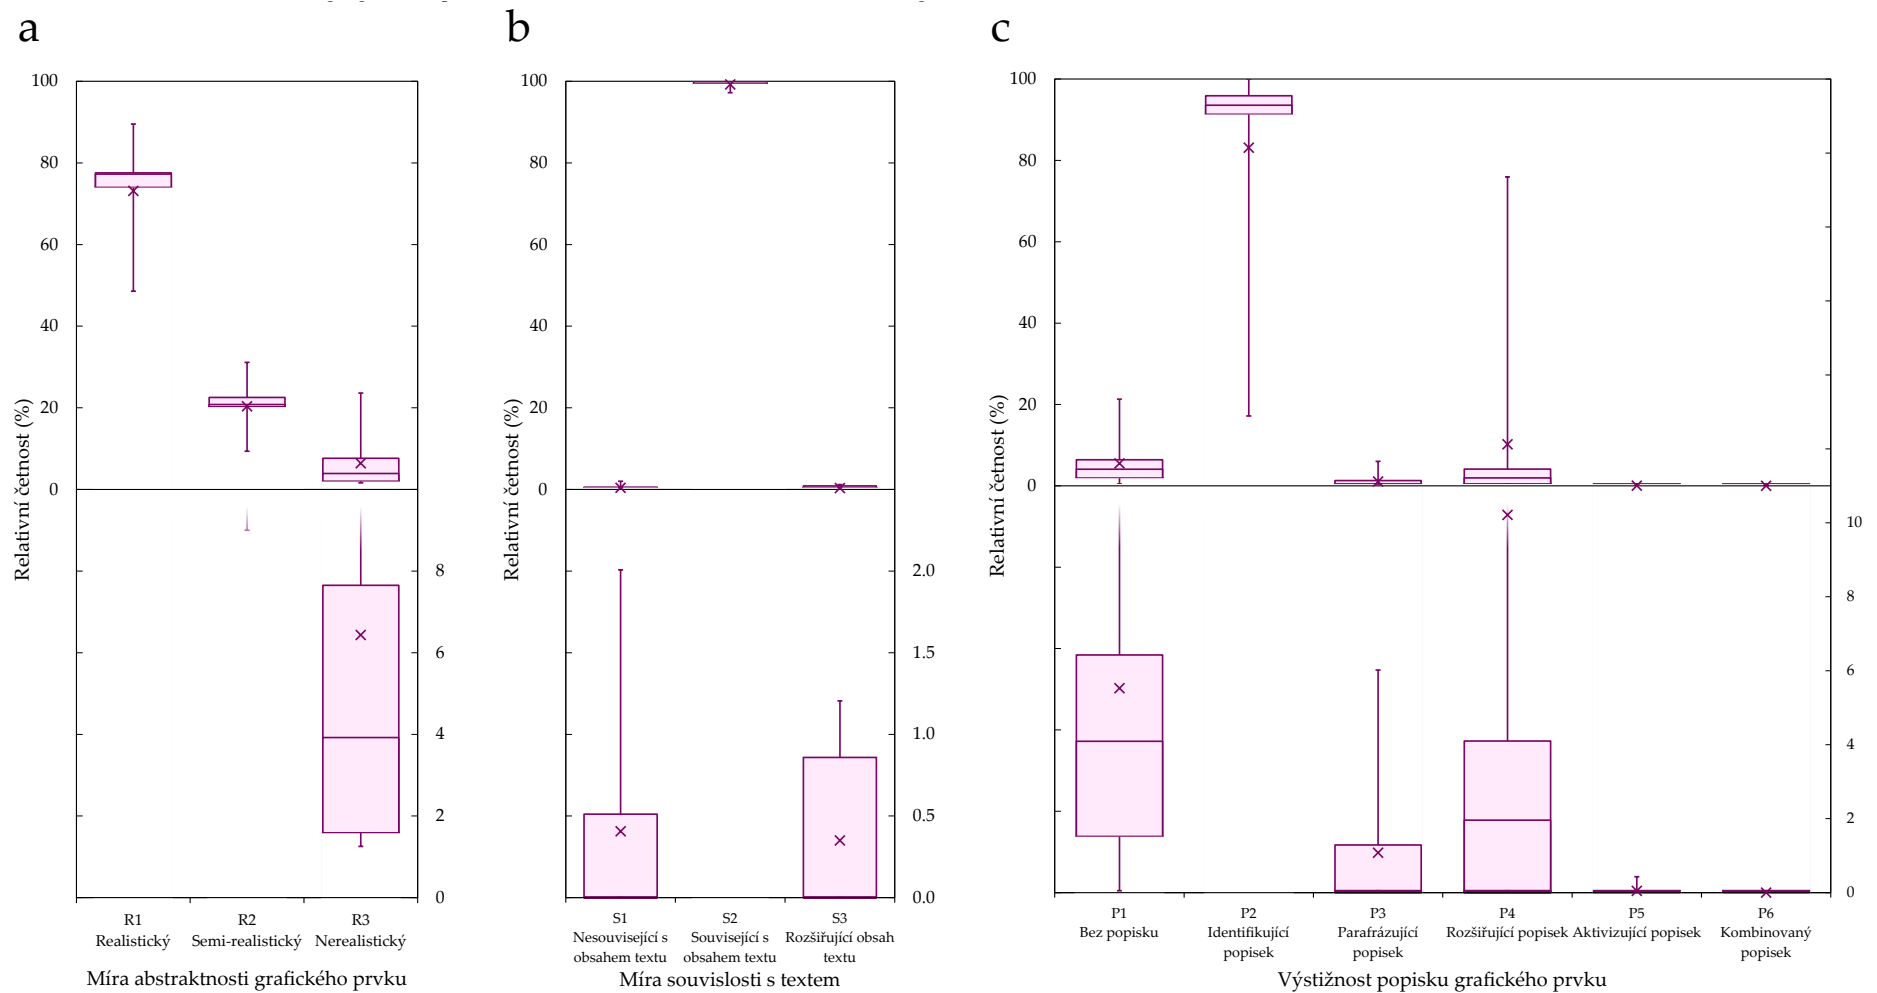 a
b
c
100
80
60
40
20
0
8
6
4
2
0
Relativní četnost (%)
R1
Realistický
R2
Semi-realistický
R3
Nerealistický
Míra abstraktnosti grafického prvku
100
80
60
40
20
0
2.0
1.5
1.0
0.5
0.0
Relativní četnost (%)
S1
Nesouvisející s
obsahem textu
S2
Související s
obsahem textu
S3
Rozšiřující obsah
textu
Míra souvislosti s textem
100
80
60
40
20
0
10
8
6
4
2
0
Relativní četnost (%)
P1
Bez popisku
P2
Identifikující
popisek
P3
Parafrázující
popisek
P4
Rozšiřující popisek
P5
Aktivizující popisek
P6
Kombinovaný
popisek
Výstižnost popisku grafického prvku